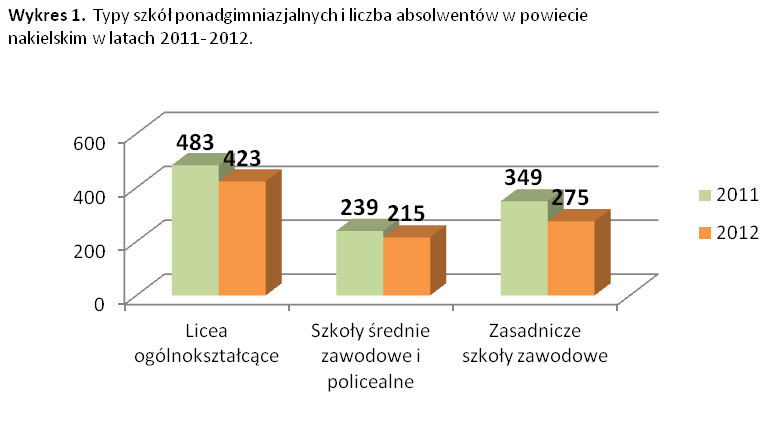 Wykres 1. Typy szkół ponadgimniazjalnych i liczba absolwentów w powiecie
nakielskim w latach 2011-2012.
600
400
200
0
483
423
239
215
349
275
Licea
ogólnokształcące
Szkoły średnie
zawodowe i
policealne
Zasadnicze
szkoły zawodowe
2011
2012